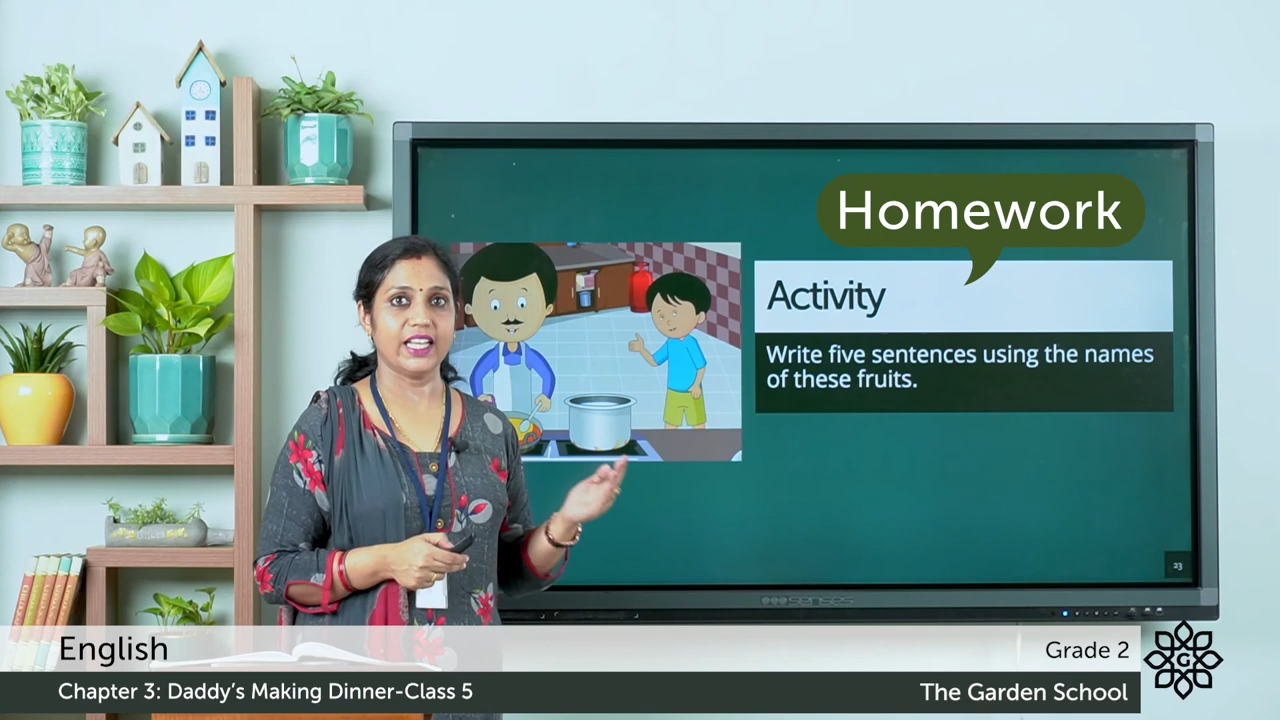 Homework
Activity
Write five sentences using the names
of these fruits.
23
English
Grade 2
Chapter 3: Daddy's Making Dinner-Class 5
The Garden School
G